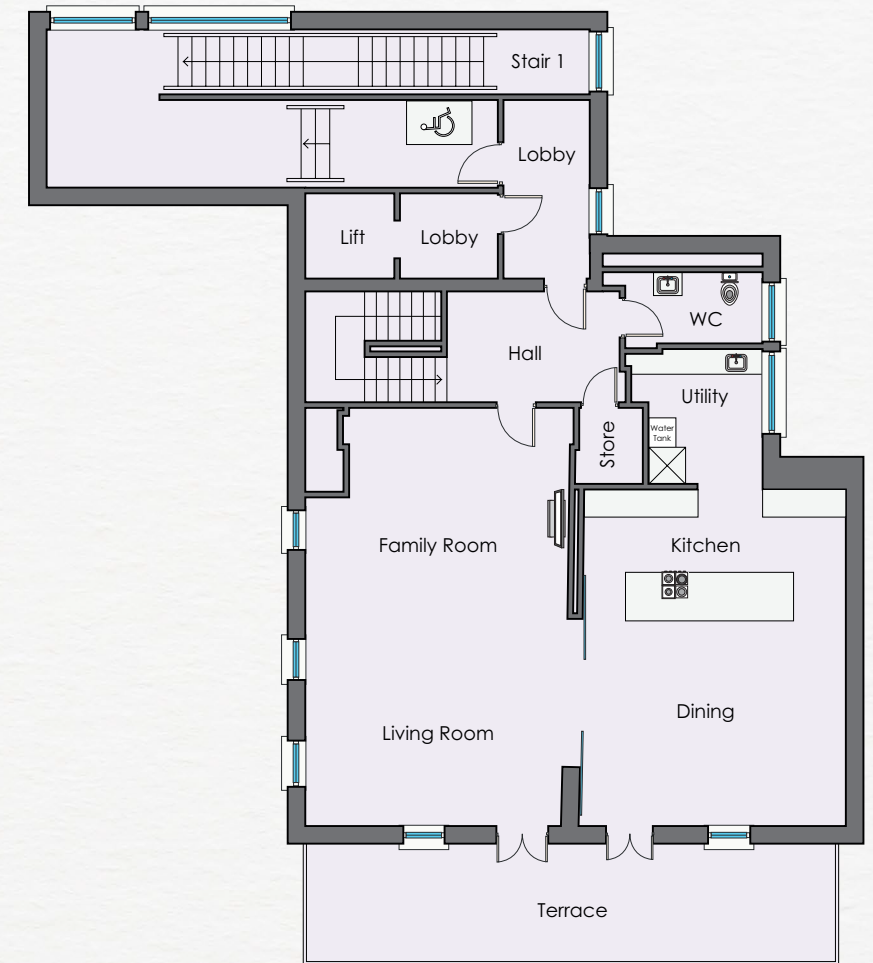 Stair 1
Lobby
Lift
Lobby
WC
Hall
Utility
Water
Tank
Store
Family Room
Kitchen
Living Room
Dining
Terrace